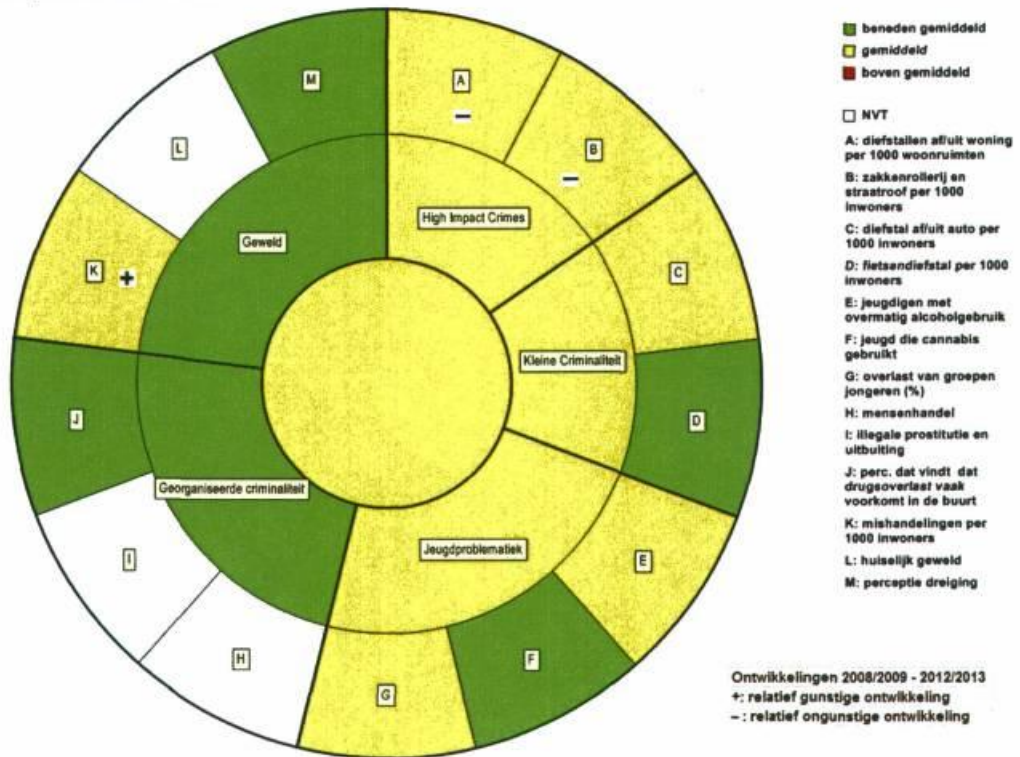 beneden gemiddeld
gemiddeld
boven gemiddeld
NVT
A: diefstallen af/uit woning
per 1000 woonruimten
B: zakkenrollerij en
straatroof per 1000
inwoners
C: diefstal af/uit auto per
1000 inwoners
D: fietsendiefstal per 1000
inwoners
E: jeugdigen met
overmatig alcoholgebruik
F: jeugd die cannabis
gebruikt
G: overlast van groepen
jongeren (%)
H: mensenhandel
I: illegale prostitutie en
uitbuiting
J: perc. dat vindt dat
drugsoverlast vaak
voorkomt in de buurt
K: mishandelingen per
1000 inwoners
L: huiselijk geweld
M: perceptie dreiging
M
A
–
L
B
–
High Impact Crimes
Geweld
K +
C
Kleine Criminaliteit
J
D
Georganiseerde criminaliteit
Jeugdproblematiek
I
E
H
F
G
Ontwikkelingen 2008/2009 - 2012/2013
+: relatief gunstige ontwikkeling
– : relatief ongunstige ontwikkeling